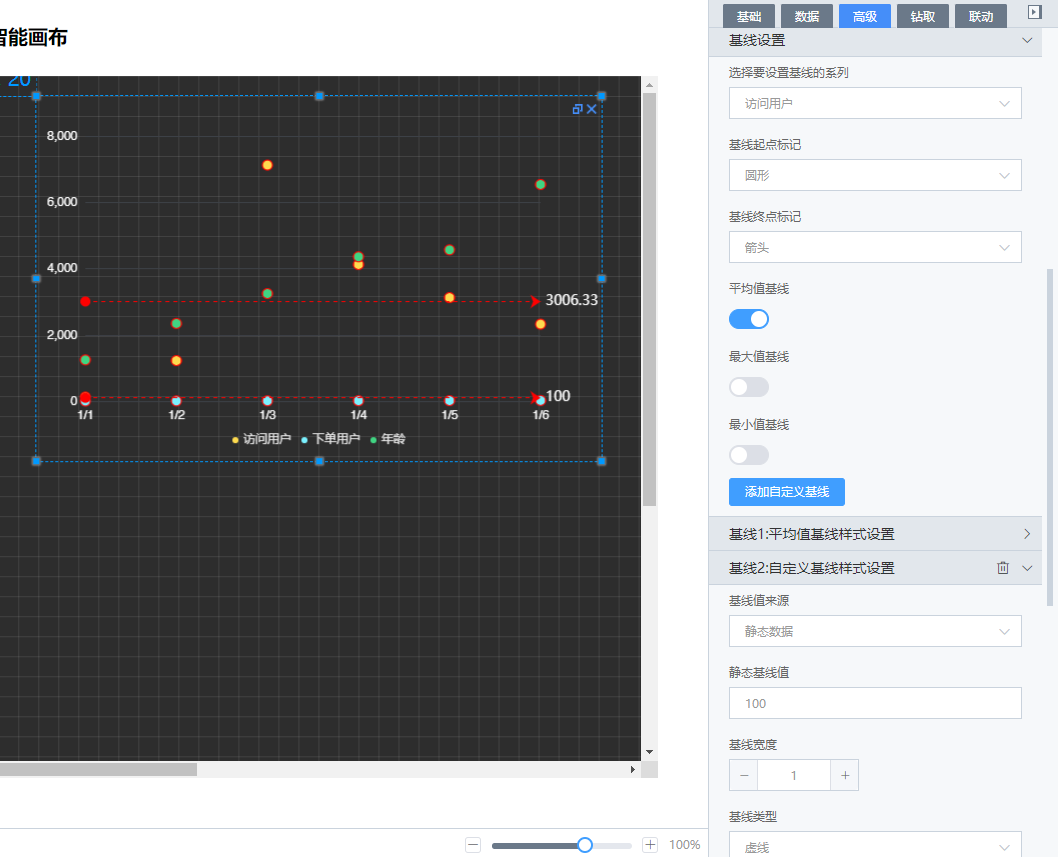 智能画布
20
8,000
6,000
4,000
2,000
0
3006.33
100
1/1
1/2
1/3
1/4
1/5
1/6
访问用户
下单用户
年龄
100%
基础
数据
高级
钻取
联动
基线设置
选择要设置基线的系列
访问用户
基线起点标记
圆形
基线终点标记
箭头
平均值基线
最大值基线
最小值基线
添加自定义基线
基线1:平均值基线样式设置
基线2:自定义基线样式设置
基线值来源
静态数据
静态基线值
100
基线宽度
1
基线类型
虚线